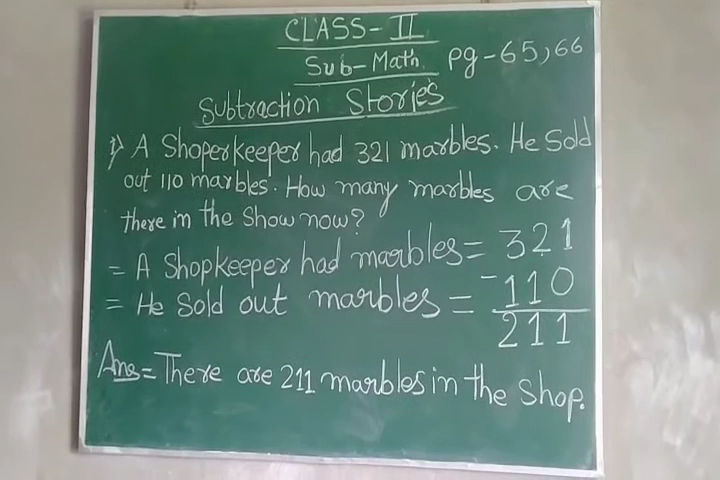 CLASS-II
Sub-Math pg-65,66
Subtraction Stories
1) A Shoperkeeper had 321 marbles. He Sold
out 110 marbles. How many marbles are
there in the Show now?
= A Shopkeeper had marbles = 321
= He Sold out marbles = -110
211
Ans = There are 211 marbles in the Shop.